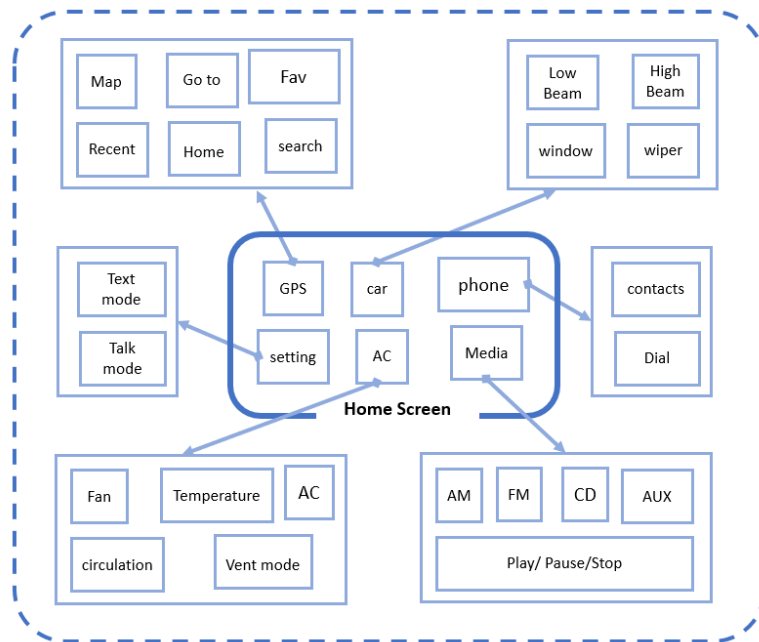 Map
Go to
Fav
Recent
Home
search
Low
Beam
High
Beam
window
wiper
Text
mode
Talk
mode
GPS
car
phone
setting
AC
Media
Home Screen
contacts
Dial
Fan
Temperature
AC
circulation
Vent mode
AM
FM
CD
AUX
Play/ Pause/Stop